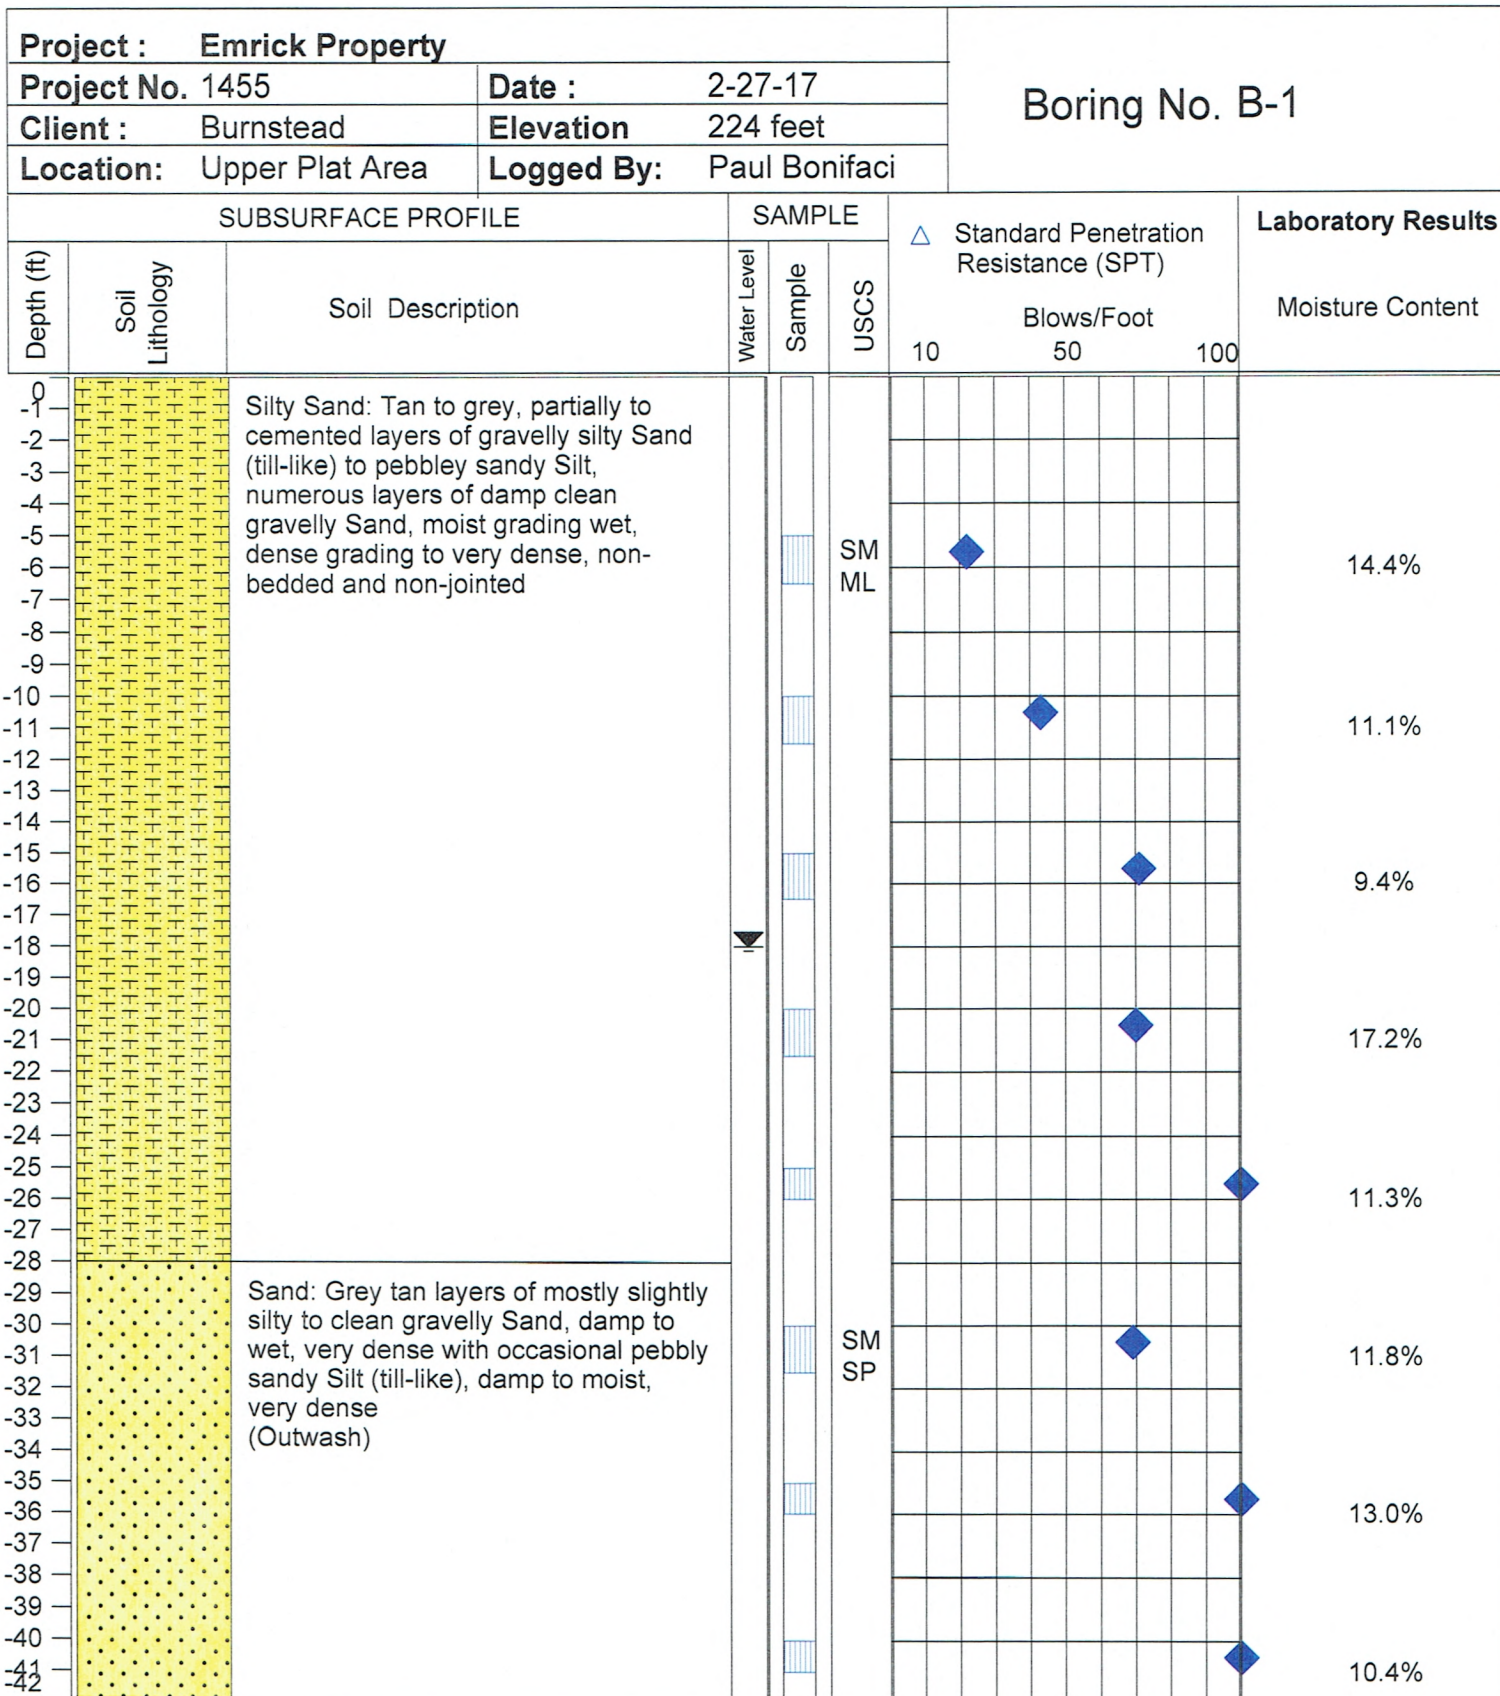 Project : Emrick Property
Project No. 1455 Date : 2-27-17
Client : Burnstead Elevation 224 feet
Location: Upper Plat Area Logged By: Paul Bonifaci
Boring No. B-1
SUBSURFACE PROFILE SAMPLE
Depth (ft)
Soil
Lithology
Soil Description
Water Level
Sample
USCS
Standard Penetration
Resistance (SPT)
Blows/Foot
10 50 100
Laboratory Results
Moisture Content
0
-1
-2
-3
-4
-5
-6
-7
-8
-9
-10
-11
-12
-13
-14
-15
-16
-17
-18
-19
-20
-21
-22
-23
-24
-25
-26
-27
-28
-29
-30
-31
-32
-33
-34
-35
-36
-37
-38
-39
-40
-41
-42
Silty Sand: Tan to grey, partially to
cemented layers of gravelly silty Sand
(till-like) to pebbley sandy Silt,
numerous layers of damp clean
gravelly Sand, moist grading wet,
dense grading to very dense, non-
bedded and non-jointed
SM
ML
Sand: Grey tan layers of mostly slightly
silty to clean gravelly Sand, damp to
wet, very dense with occasional pebbly
sandy Silt (till-like), damp to moist,
very dense
(Outwash)
SM
SP
14.4%
11.1%
9.4%
17.2%
11.3%
11.8%
13.0%
10.4%